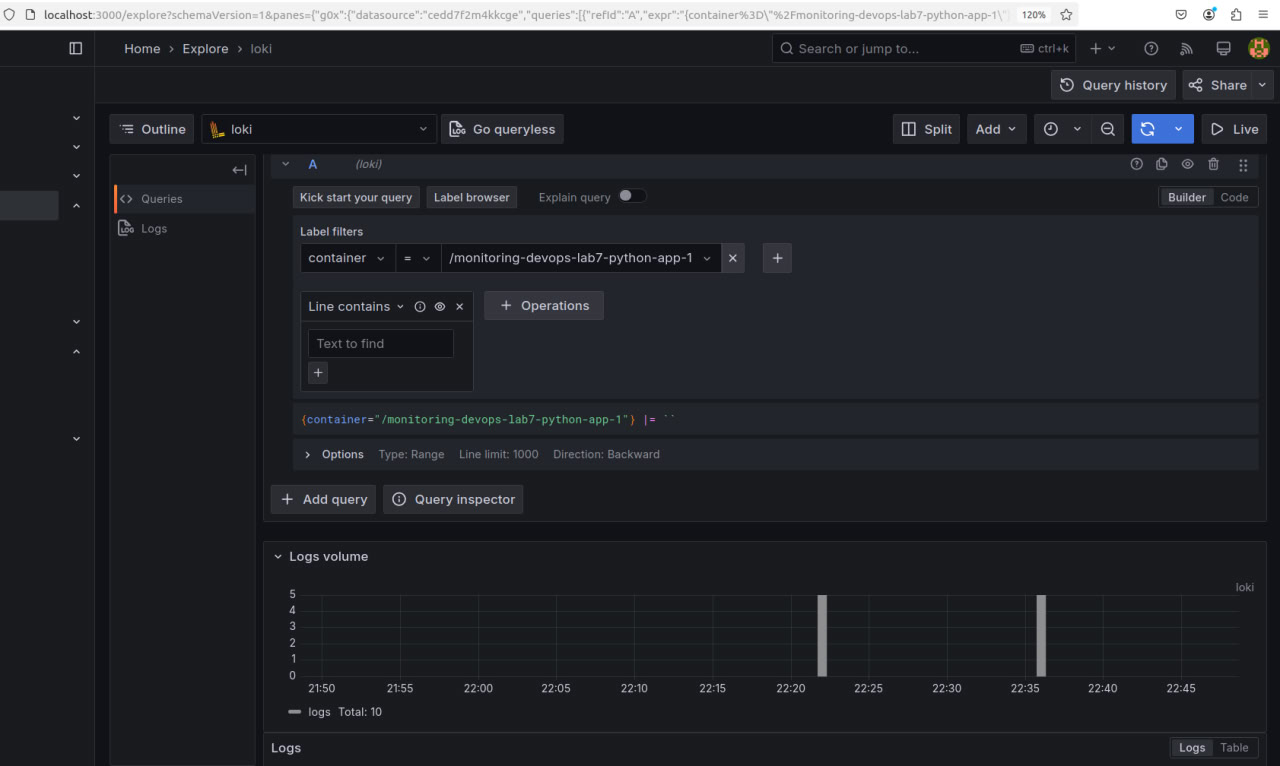 localhost:3000/explore?schemaVersion=1&panes={"g0x":{"datasource":"cedd7f2m4kkcge","queries":[{"refId":"A","expr":"{container%3D\"%2Fmonitoring-devops-lab7-python-app-1\"
120%
Home › Explore › loki
Search or jump to...
ctrl+k
Query history
Share
Outline
loki
Go queryless
Split
Add
Live
Queries
Logs
A
(loki)
Kick start your query
Label browser
Explain query
Builder
Code
Label filters
container
=
/monitoring-devops-lab7-python-app-1
+
Line contains
+ Operations
Text to find
+
{container="/monitoring-devops-lab7-python-app-1"} |= ``
Options Type: Range Line limit: 1000 Direction: Backward
+ Add query
Query inspector
Logs volume
loki
5
4
3
2
1
0
21:50 21:55 22:00 22:05 22:10 22:15 22:20 22:25 22:30 22:35 22:40 22:45
logs Total: 10
Logs
Logs
Table